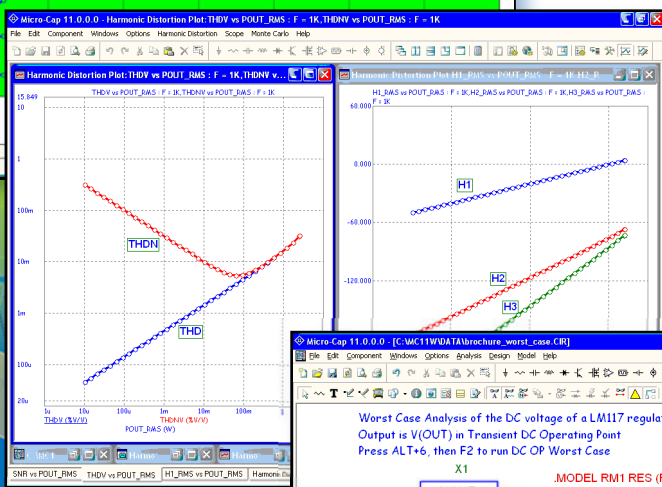 Micro-Cap 11.0.0.0 - Harmonic Distortion Plot:THDV vs POUT_RMS : F = 1K,THDNV vs POUT_RMS : F = 1K
File Edit Component Windows Options Harmonic Distortion Scope Monte Carlo Help
Harmonic Distortion Plot:THDV vs POUT_RMS : F = 1K,THDNV v...
15.849
THDV vs POUT_RMS : F = 1K,THDNV vs POUT_RMS : F = 1K
10
1
100m
10m
1m
100u
20u
THDN
THD
1u 10u 100u 1m 10m 100m 1
THDV (%V/V) THDNV (%V/V)
POUT_RMS (W)
Harmonic Distortion Plot H1_RMS vs POUT_RMS : F = 1K,H2_R
H1_RMS vs POUT_RMS : F = 1K,H2_RMS vs POUT_RMS : F = 1K,H3_RMS vs POUT_RMS :
F = 1K
60.000
0.000
-60.000
-120.000
H1
H2
H3
Harmo
SNR vs POUT_RMS THDV vs POUT_RMS H1_RMS vs POUT_RMS
Micro-Cap 11.0.0.0 - [C:\MC11W\DATA\brochure_worst_case.CIR]
File Edit Component Windows Options Analysis Design Model Help
Worst Case Analysis of the DC voltage of a LM117
Output is V(OUT) in Transient DC Operating Point
Press ALT+6, then F2 to run DC OP Worst Case
X1
.MODEL RM1 RES